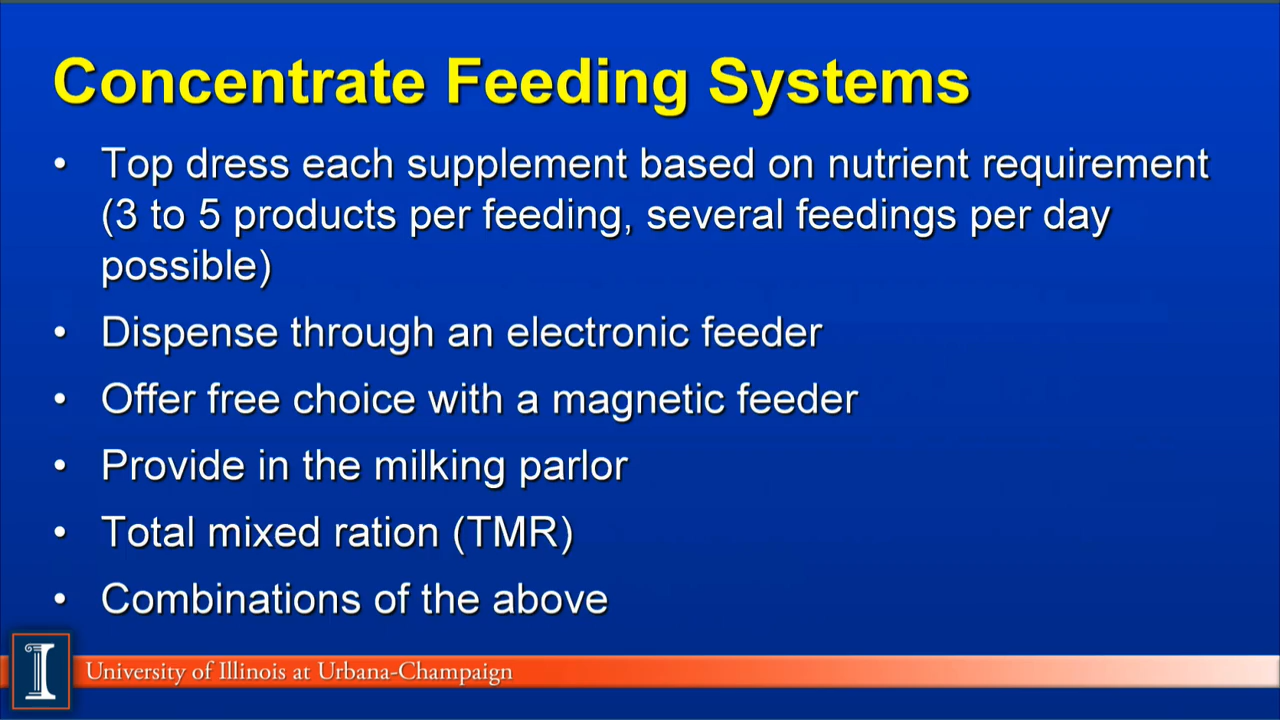 Concentrate Feeding Systems
• Top dress each supplement based on nutrient requirement
(3 to 5 products per feeding, several feedings per day
possible)
• Dispense through an electronic feeder
• Offer free choice with a magnetic feeder
• Provide in the milking parlor
• Total mixed ration (TMR)
• Combinations of the above
I
University of Illinois at Urbana-Champaign